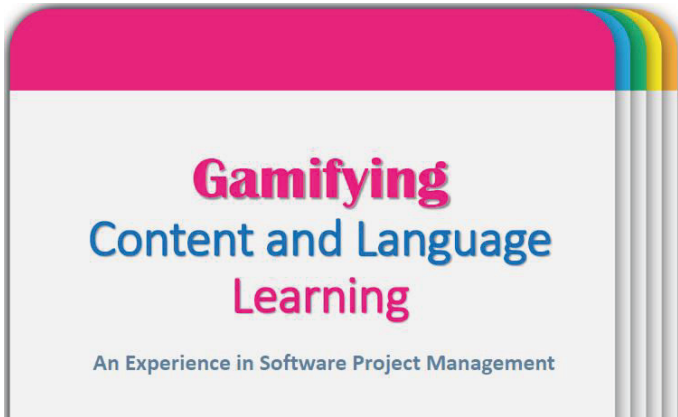 Gamifying
Content and Language
Learning
An Experience in Software Project Management